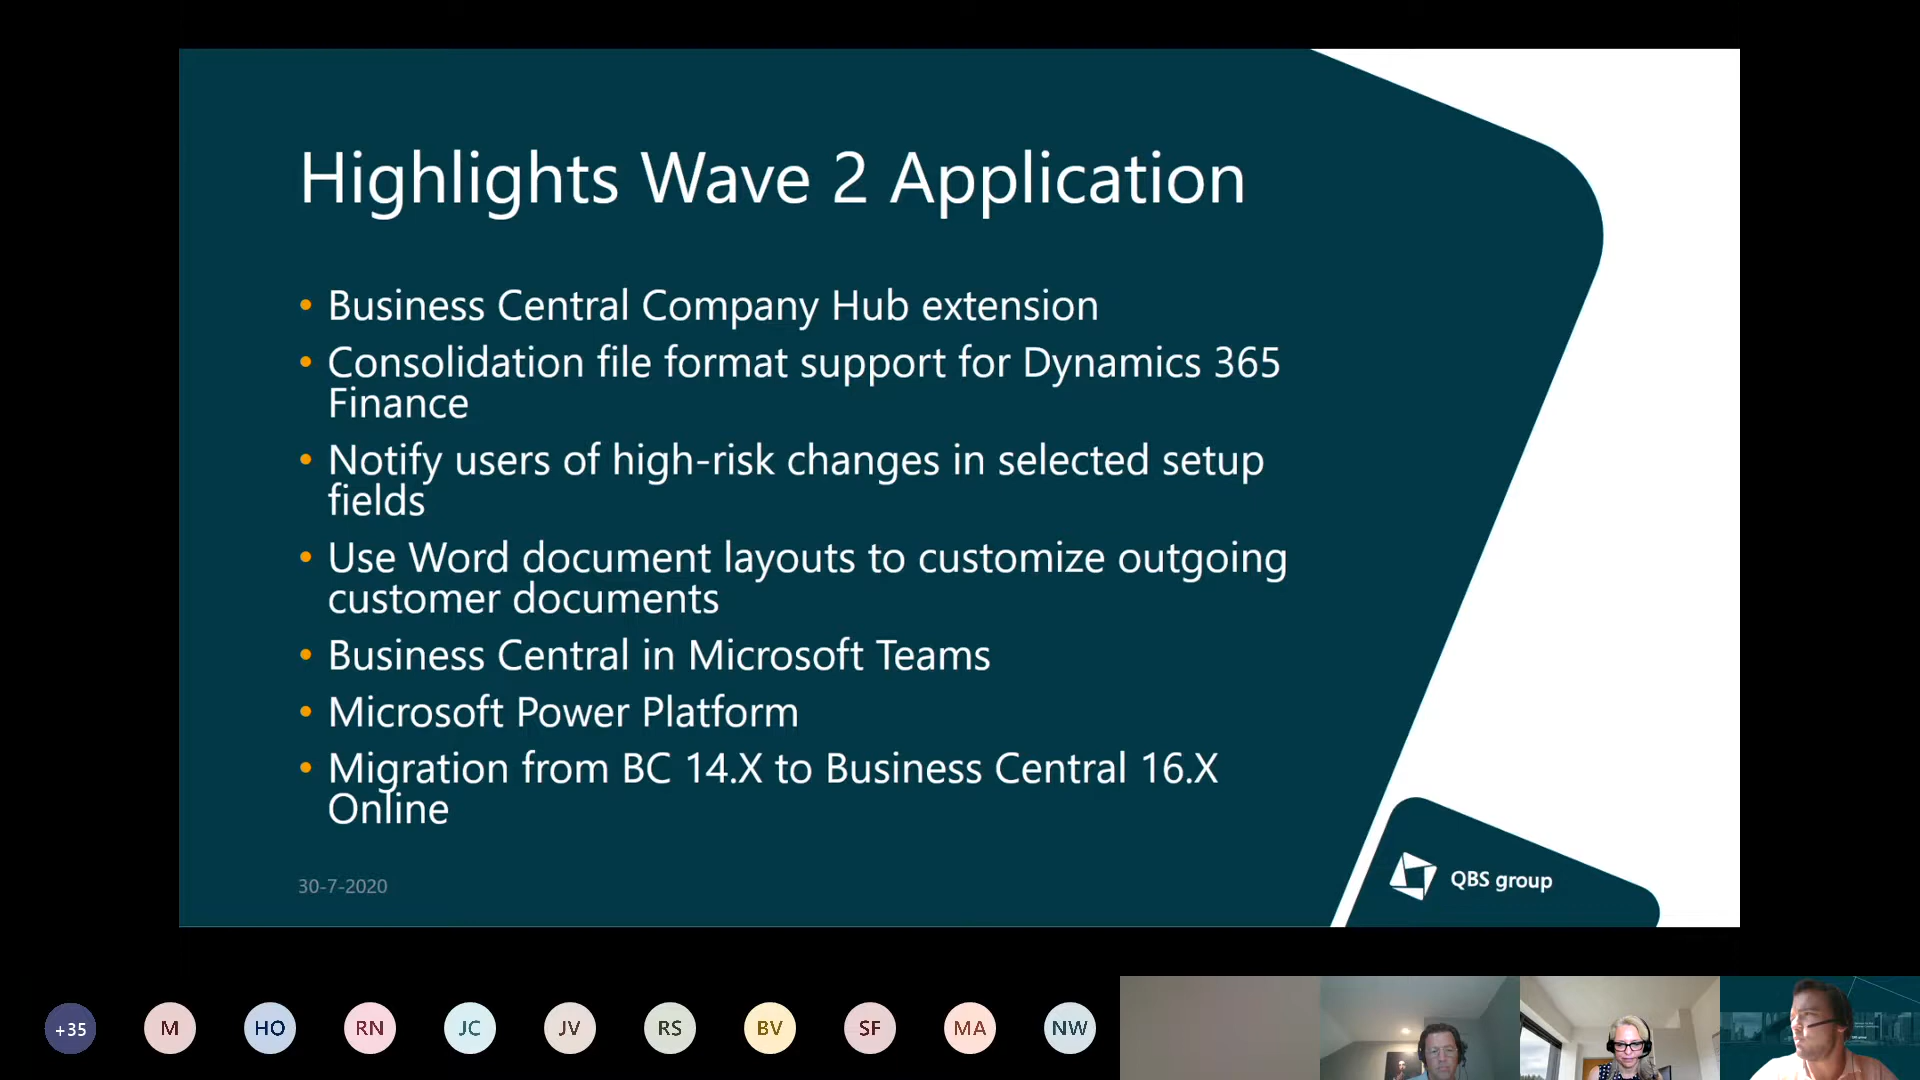 Highlights Wave 2 Application
• Business Central Company Hub extension
• Consolidation file format support for Dynamics 365
Finance
• Notify users of high-risk changes in selected setup
fields
• Use Word document layouts to customize outgoing
customer documents
• Business Central in Microsoft Teams
• Microsoft Power Platform
• Migration from BC 14.X to Business Central 16.X
Online
30-7-2020
QBS group
+35 M HO RN JC JV RS BV SF MA NW